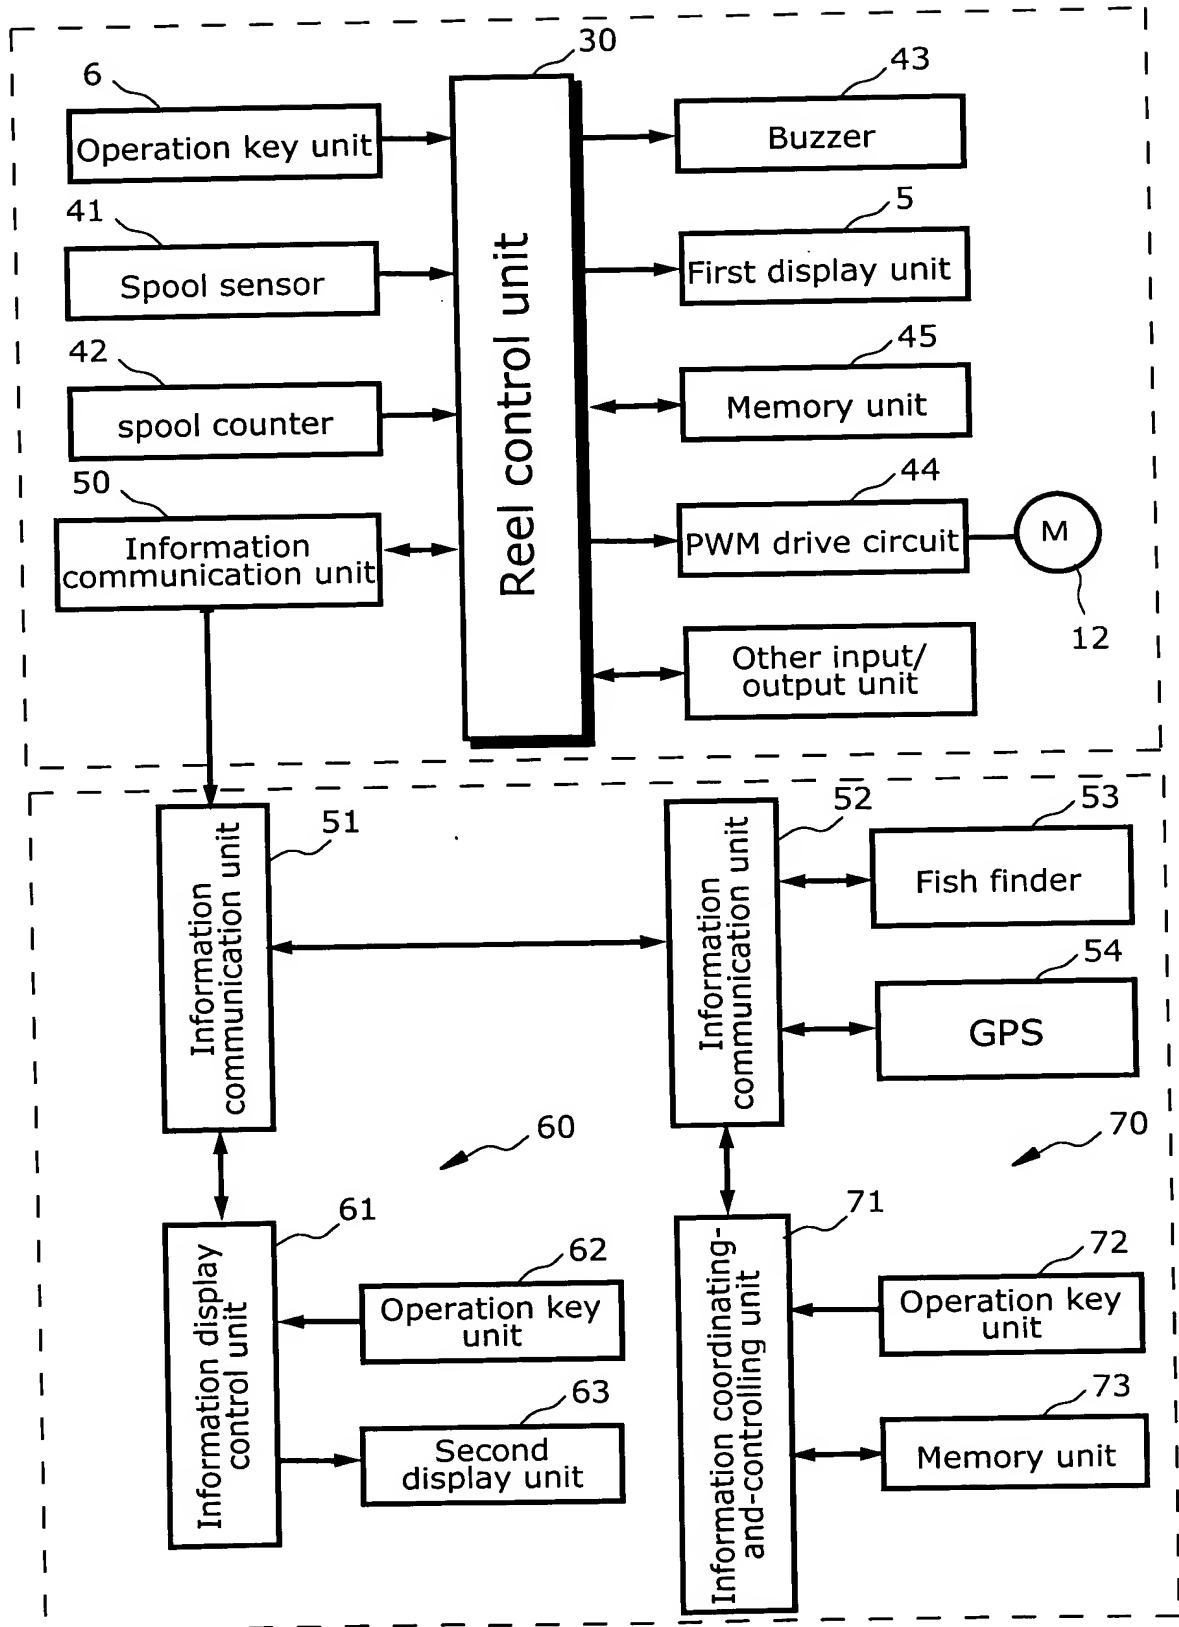 30
6
43
Operation key unit
Buzzer
41
5
Spool sensor
First display unit
Reel control unit
42
45
spool counter
Memory unit
50
44
Information
communication unit
PWM drive circuit
M
12
Other input/
output unit
51
52
53
Information
communication unit
Information
communication unit
Fish finder
54
GPS
60
70
61
71
Information display
control unit
62
Operation key
unit
63
Second
display unit
Information coordinating-
and-controlling unit
72
Operation key
unit
73
Memory unit